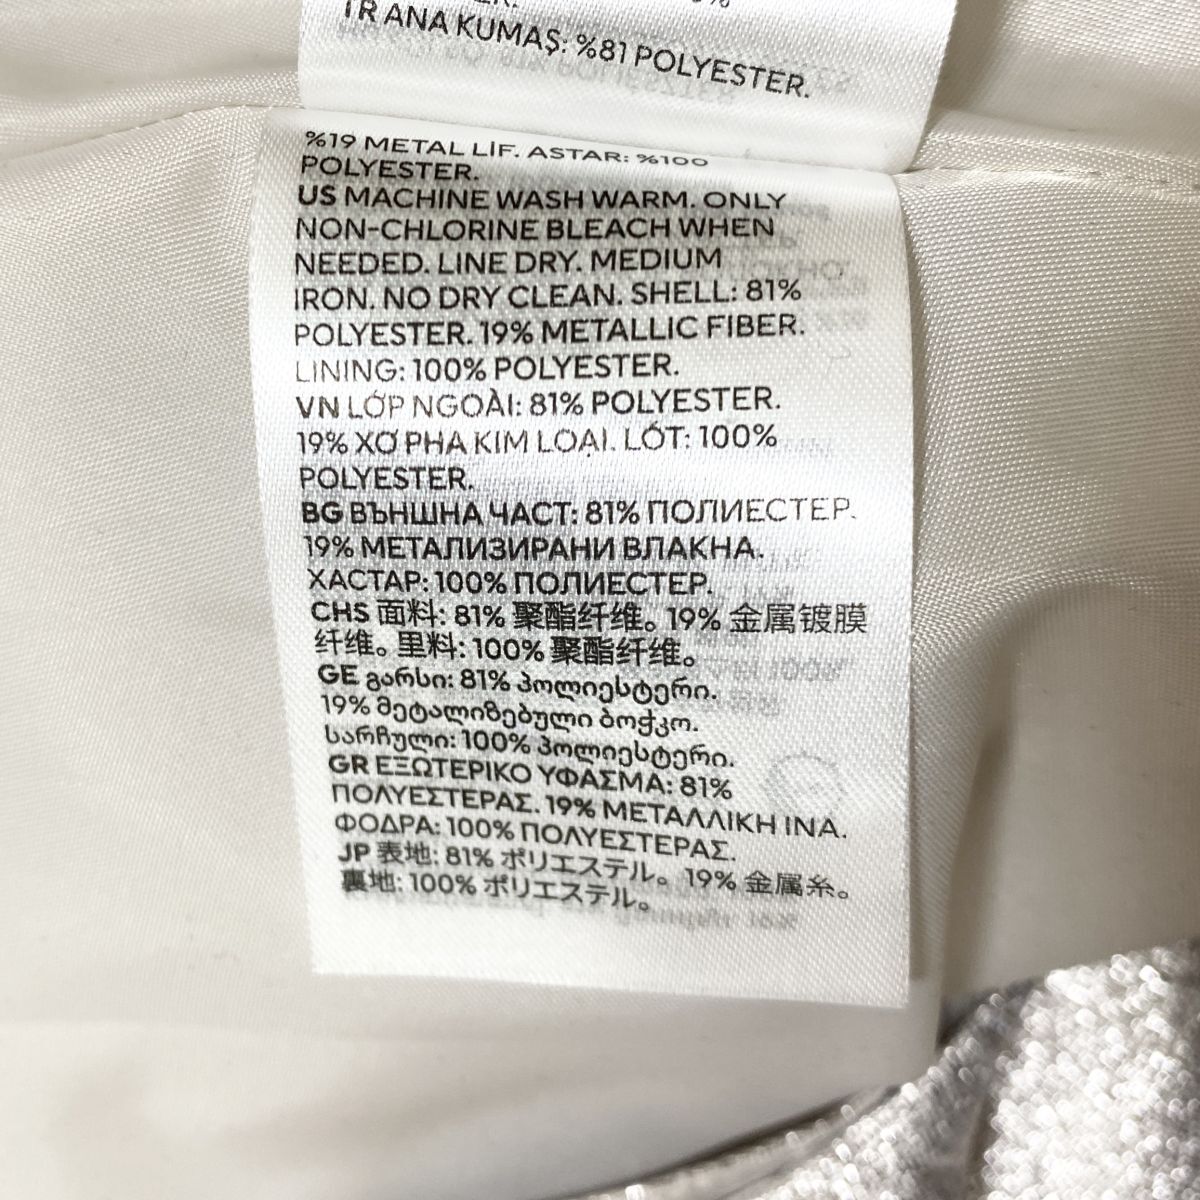 TR ANA KUMAŞ: %81 POLYESTER.
%19 METAL LİF. ASTAR: %100
POLYESTER.
US MACHINE WASH WARM. ONLY
NON-CHLORINE BLEACH WHEN
NEEDED. LINE DRY. MEDIUM
IRON. NO DRY CLEAN. SHELL: 81%
POLYESTER. 19% METALLIC FIBER.
LINING: 100% POLYESTER.
VN LỚP NGOÀI: 81% POLYESTER.
19% XƠ PHA KIM LOẠI. LÓT: 100%
POLYESTER.
BG ВЪНШНА ЧАСТ: 81% ПОЛИЕСТЕР.
19% МЕТАЛИЗИРАНИ ВЛАКНА.
ХАСТАР: 100% ПОЛИЕСТЕР.
CHS 面料: 81% 聚酯纤维。19% 金属镀膜
纤维。里料: 100% 聚酯纤维。
GE გარსი: 81% პოლიესტერი.
19% მეტალიზებული ბოჭკო.
სარჩული: 100% პოლიესტერი.
GR ΕΞΩΤΕΡΙΚΟ ΥΦΑΣΜΑ: 81%
ΠΟΛΥΕΣΤΕΡΑΣ. 19% ΜΕΤΑΛΛΙΚΗ ΙΝΑ.
ΦΟΔΡΑ: 100% ΠΟΛΥΕΣΤΕΡΑΣ.
JP 表地: 81% ポリエステル。19% 金属糸。
裏地: 100% ポリエステル。